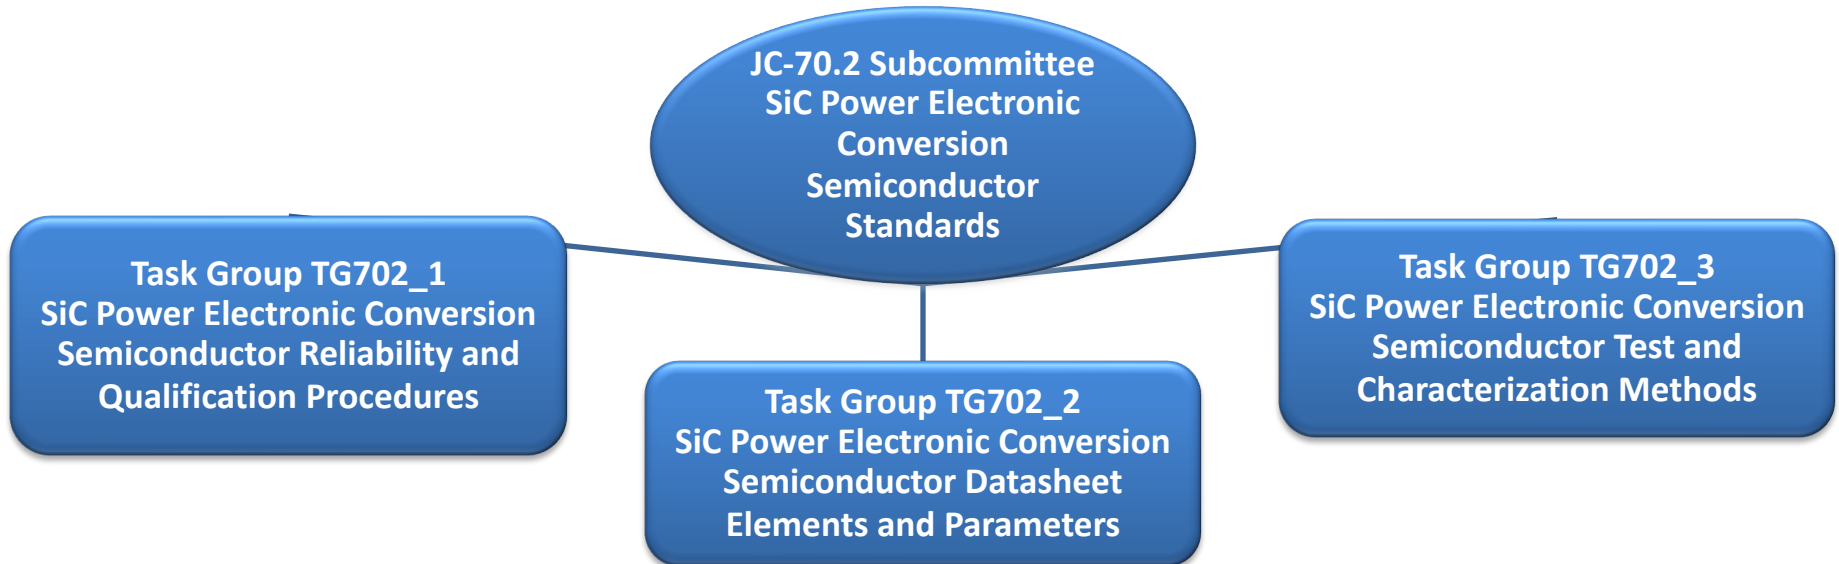 JC-70.2 Subcommittee
SiC Power Electronic
Conversion
Semiconductor
Standards
Task Group TG702_1
SiC Power Electronic Conversion
Semiconductor Reliability and
Qualification Procedures
Task Group TG702_2
SiC Power Electronic Conversion
Semiconductor Datasheet
Elements and Parameters
Task Group TG702_3
SiC Power Electronic Conversion
Semiconductor Test and
Characterization Methods